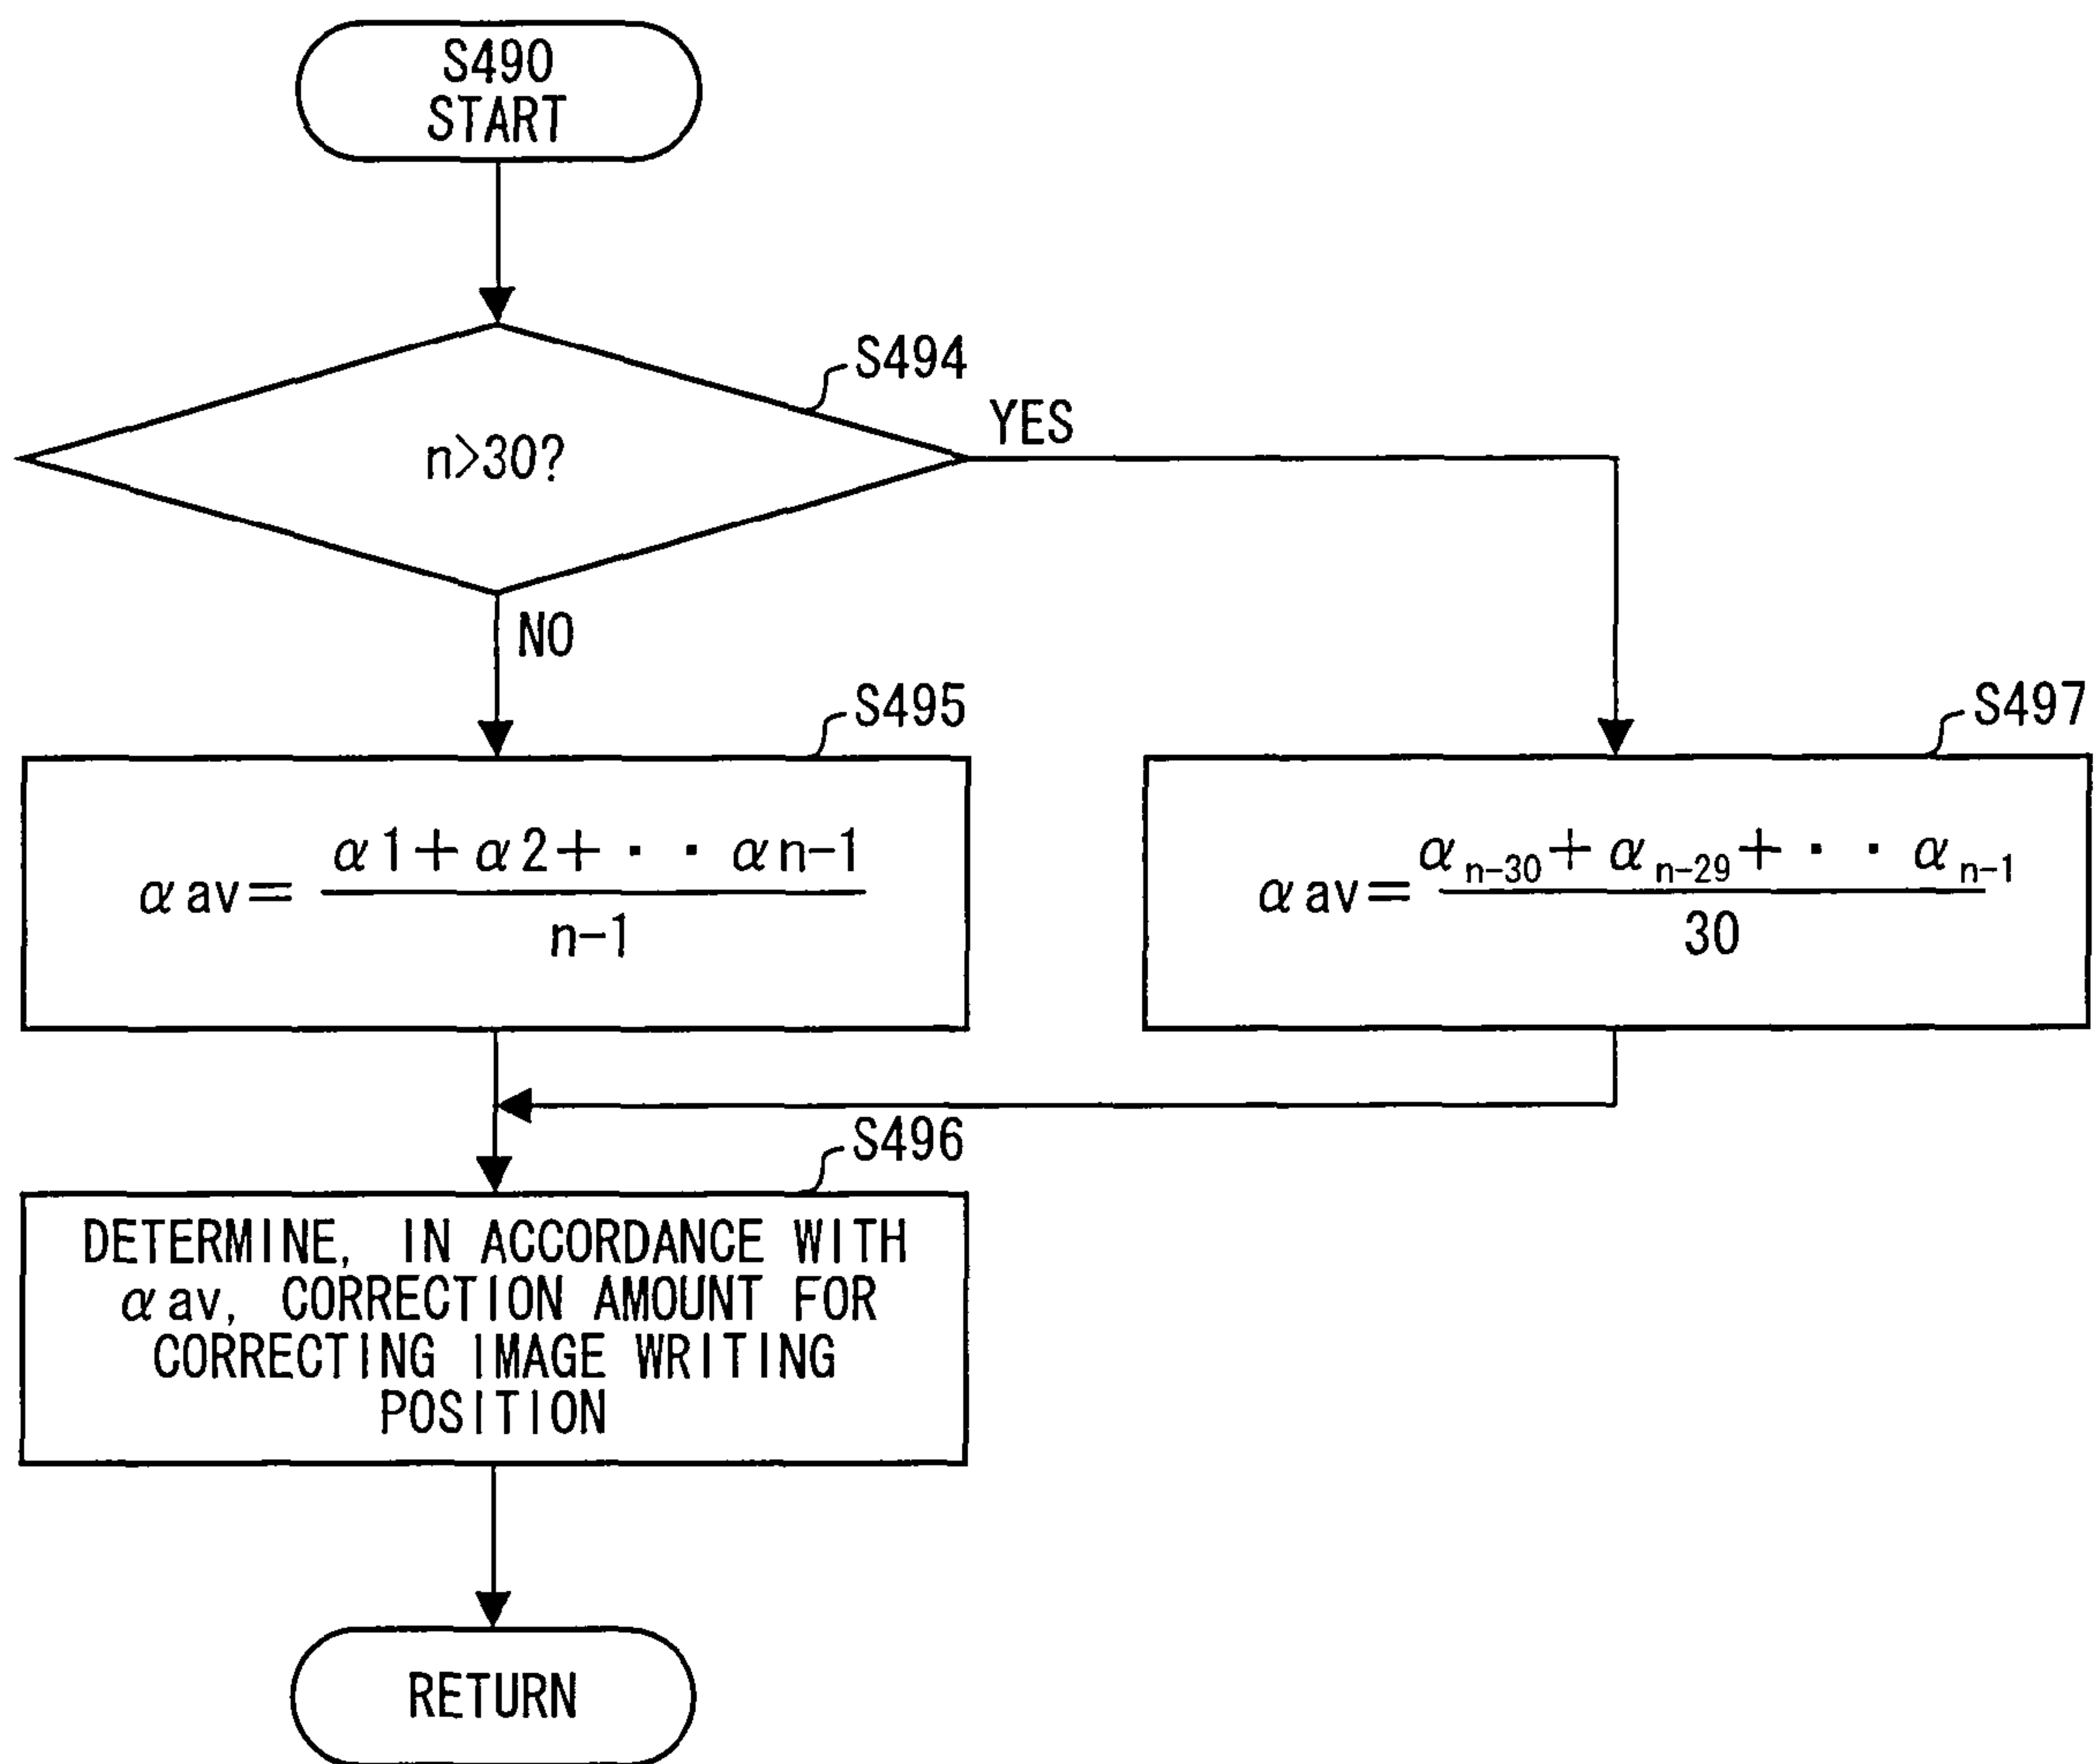 S490
START
S494
n>30?
YES
NO
S495
αav= α1+α2+・・αn-1
n-1
S497
αav= αn-30+αn-29+・・αn-1
30
S496
DETERMINE, IN ACCORDANCE WITH
αav, CORRECTION AMOUNT FOR
CORRECTING IMAGE WRITING
POSITION
RETURN